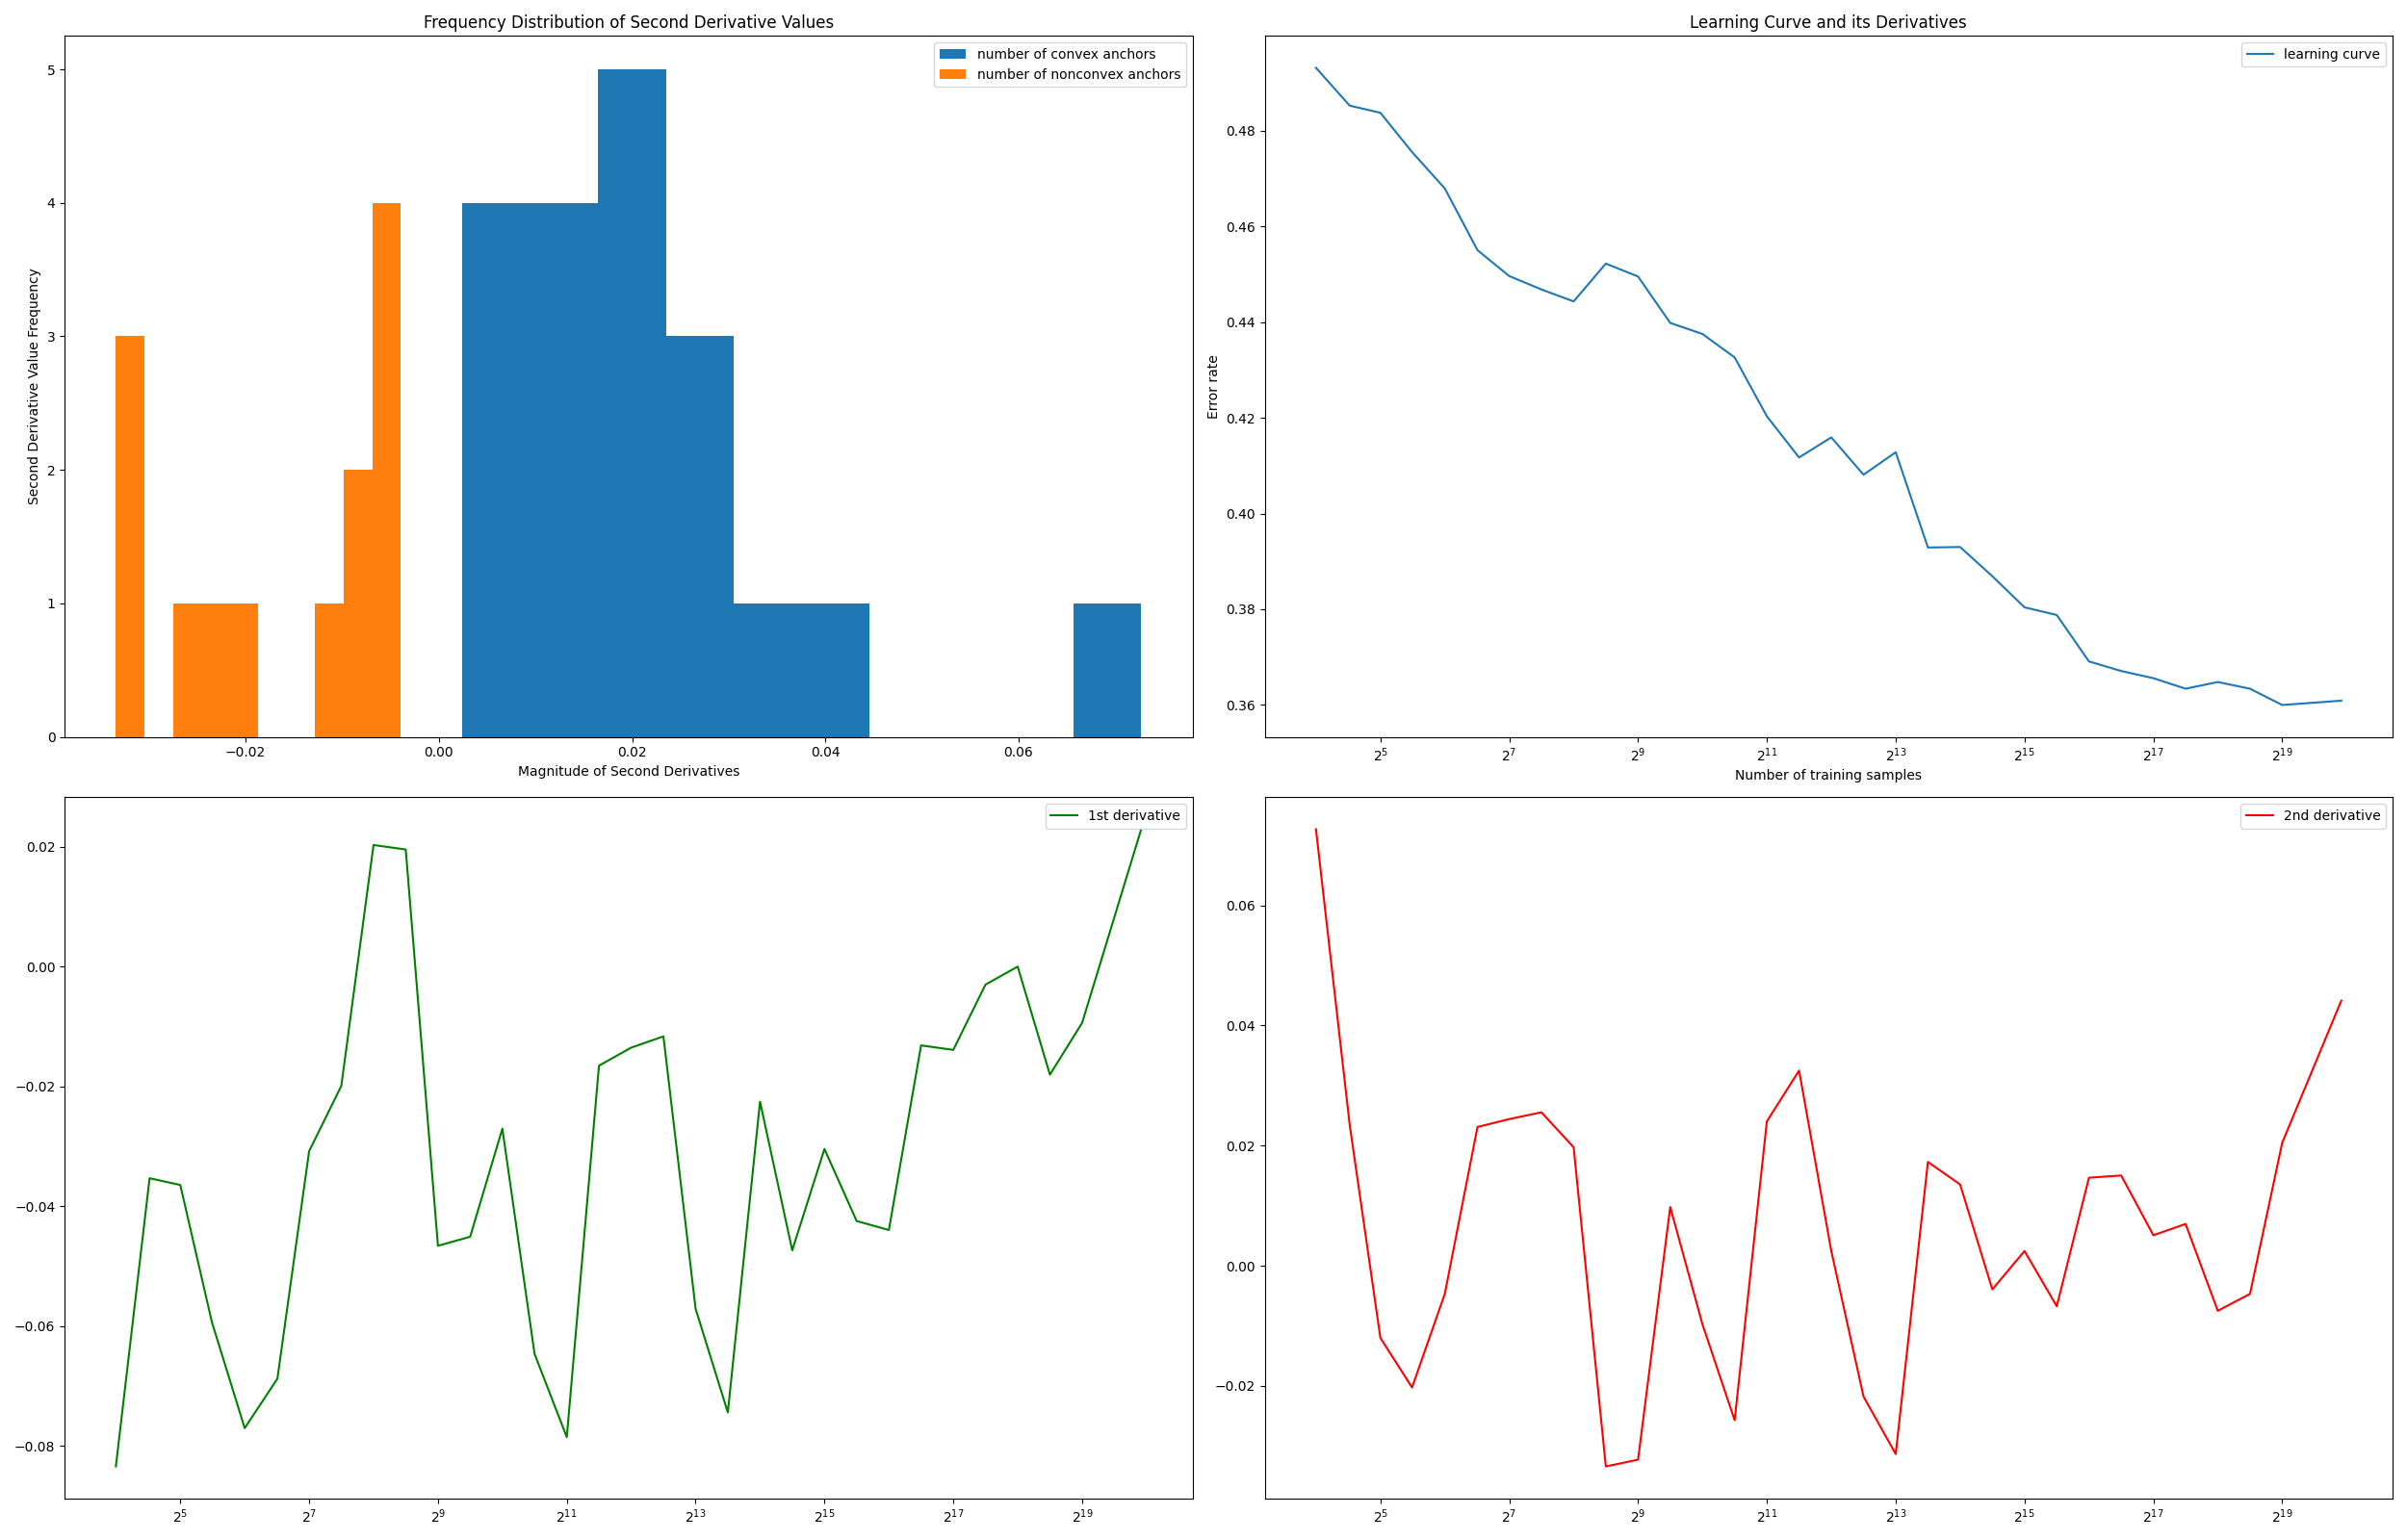 Frequency Distribution of Second Derivative Values
number of convex anchors
number of nonconvex anchors
Second Derivative Value Frequency
5
4
3
2
1
0
−0.02 0.00 0.02 0.04 0.06
Magnitude of Second Derivatives
Learning Curve and its Derivatives
learning curve
Error rate
0.48
0.46
0.44
0.42
0.40
0.38
0.36
2^5 2^7 2^9 2^11 2^13 2^15 2^17 2^19
Number of training samples
1st derivative
0.02
0.00
−0.02
−0.04
−0.06
−0.08
2^5 2^7 2^9 2^11 2^13 2^15 2^17 2^19
2nd derivative
0.06
0.04
0.02
0.00
−0.02
2^5 2^7 2^9 2^11 2^13 2^15 2^17 2^19